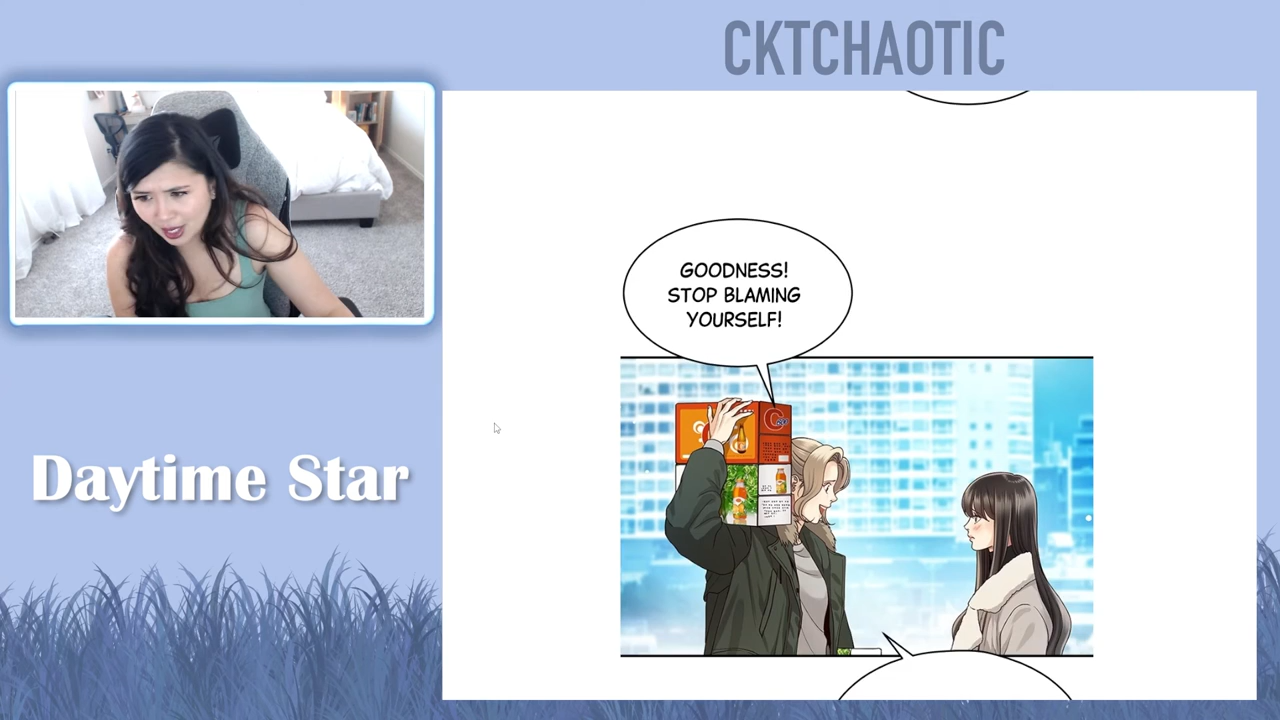 CKTCHAOTIC
GOODNESS!
STOP BLAMING
YOURSELF!
Daytime Star